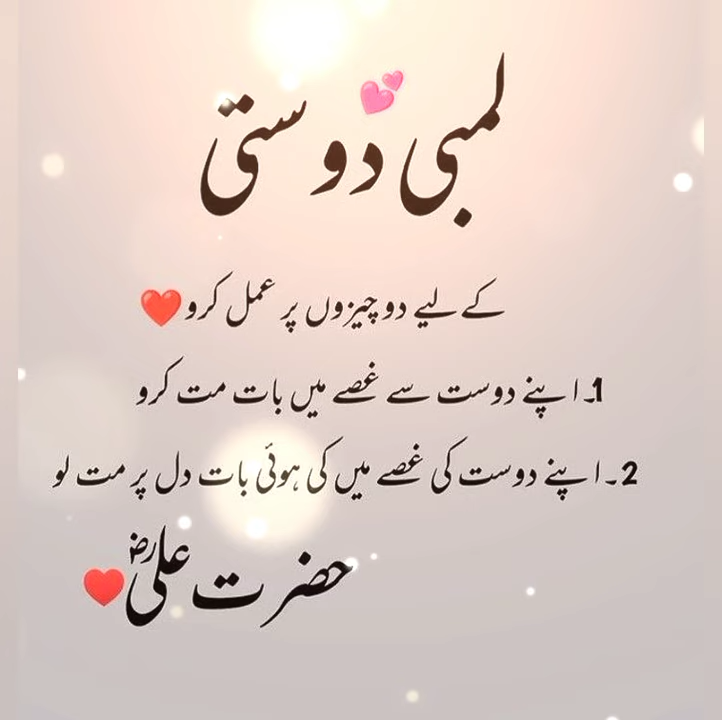 لمبی دوستی 💕
کے لیے دو چیزوں پر عمل کرو ❤️
1۔ اپنے دوست سے غصے میں بات مت کرو
2۔ اپنے دوست کی غصے میں کی ہوئی بات دل پر مت لو
حضرت علیؓ ❤️